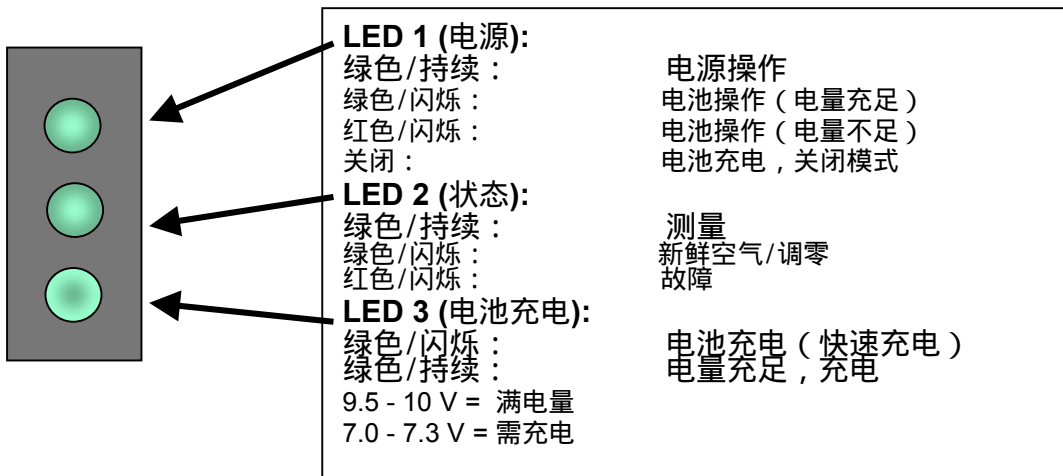 LED 1 (电源):
绿色/持续： 电源操作
绿色/闪烁： 电池操作（电量充足）
红色/闪烁： 电池操作（电量不足）
关闭： 电池充电，关闭模式
LED 2 (状态):
绿色/持续： 测量
绿色/闪烁： 新鲜空气/调零
红色/闪烁： 故障
LED 3 (电池充电):
绿色/闪烁： 电池充电（快速充电）
绿色/持续： 电量充足，充电
9.5 - 10 V = 满电量
7.0 - 7.3 V = 需充电